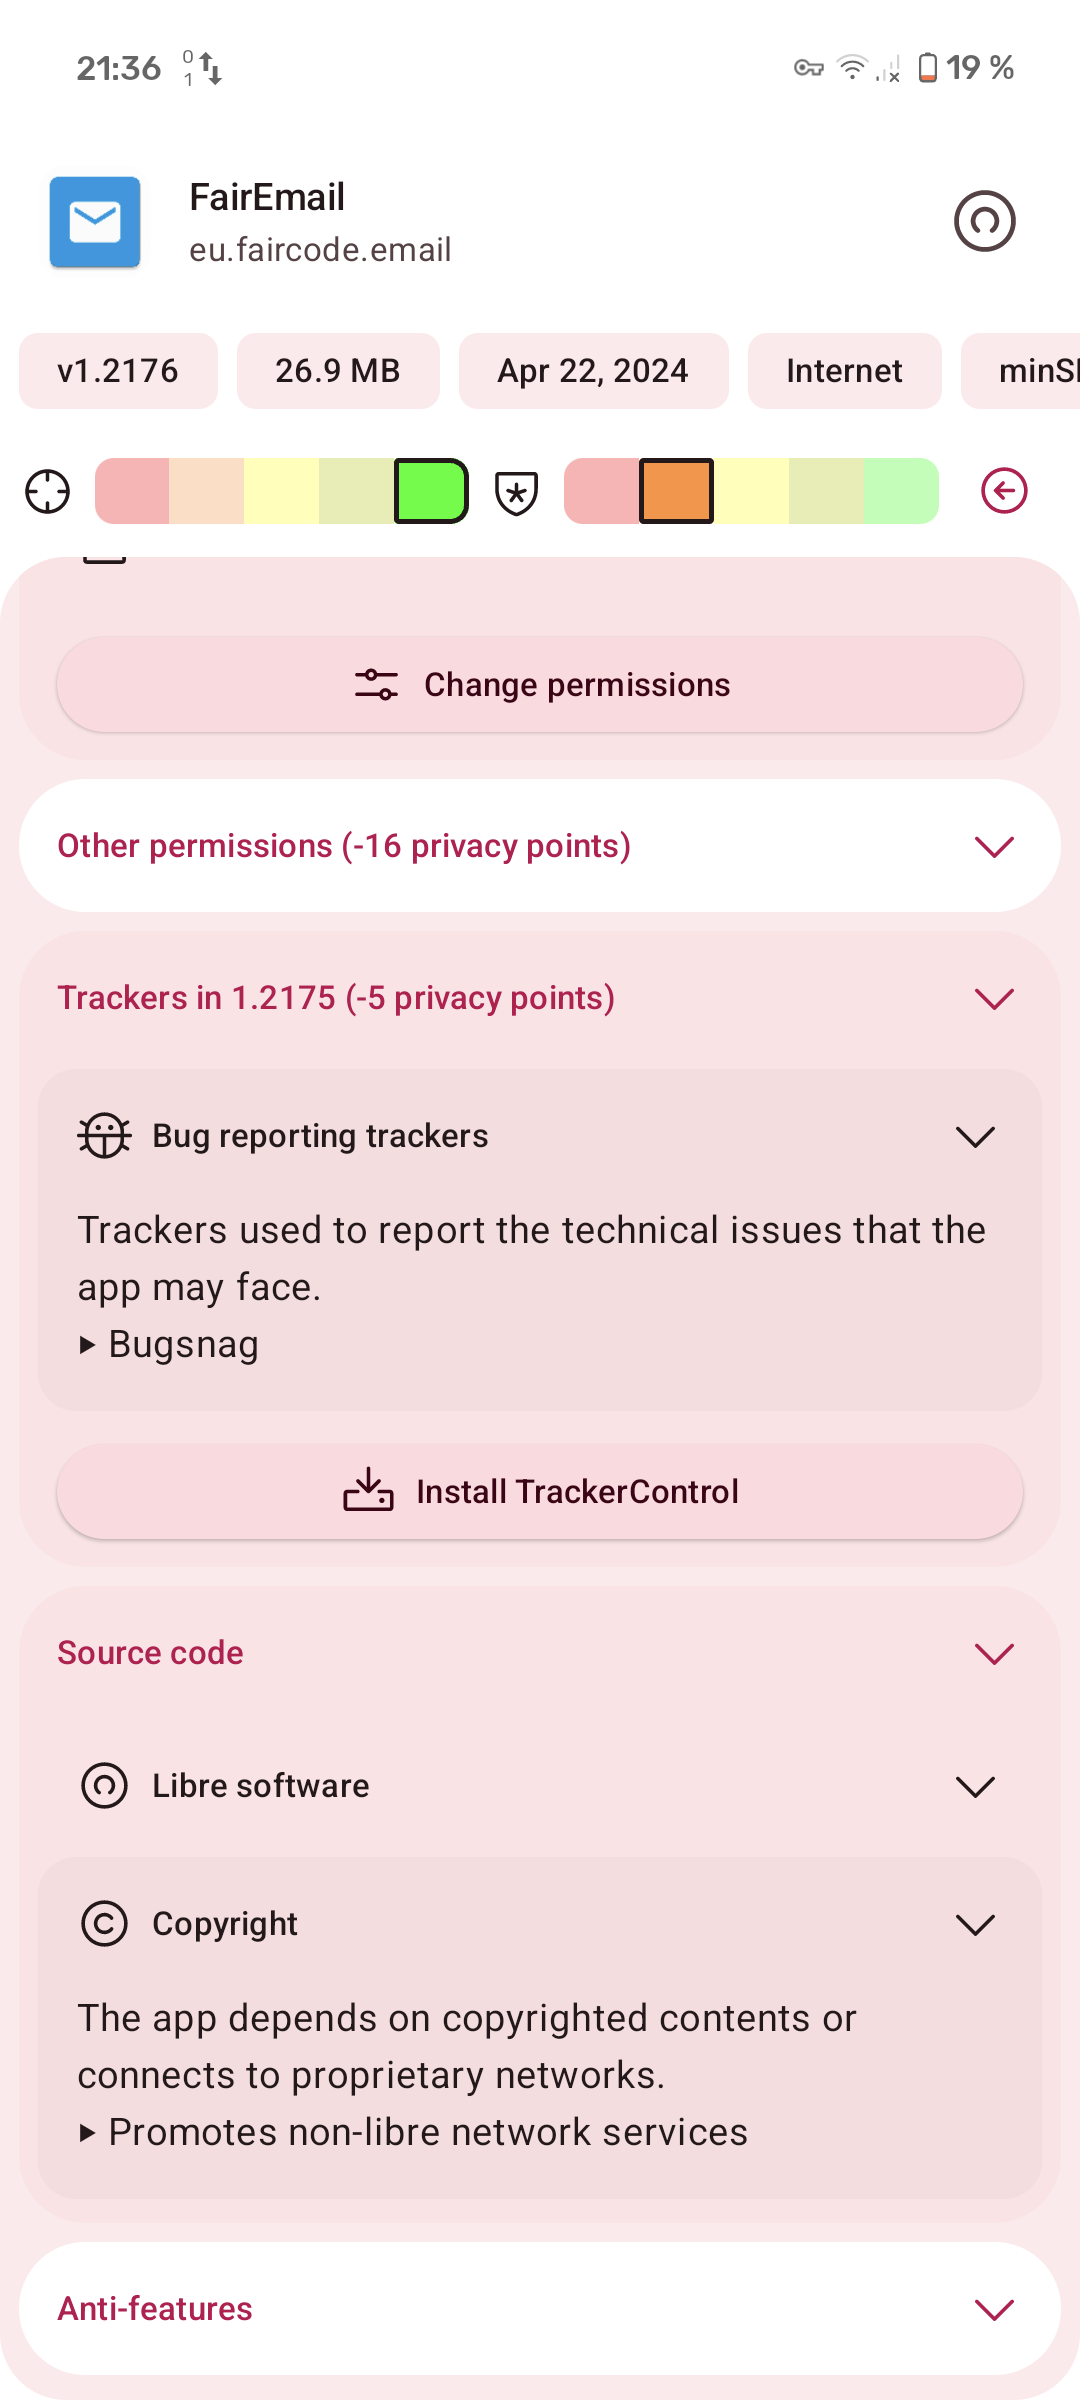 21:36
0
1
19 %
FairEmail
eu.faircode.email
v1.2176
26.9 MB
Apr 22, 2024
Internet
minS
Change permissions
Other permissions (-16 privacy points)
Trackers in 1.2175 (-5 privacy points)
Bug reporting trackers
Trackers used to report the technical issues that the
app may face.
▸ Bugsnag
Install TrackerControl
Source code
Libre software
Copyright
The app depends on copyrighted contents or
connects to proprietary networks.
▸ Promotes non-libre network services
Anti-features